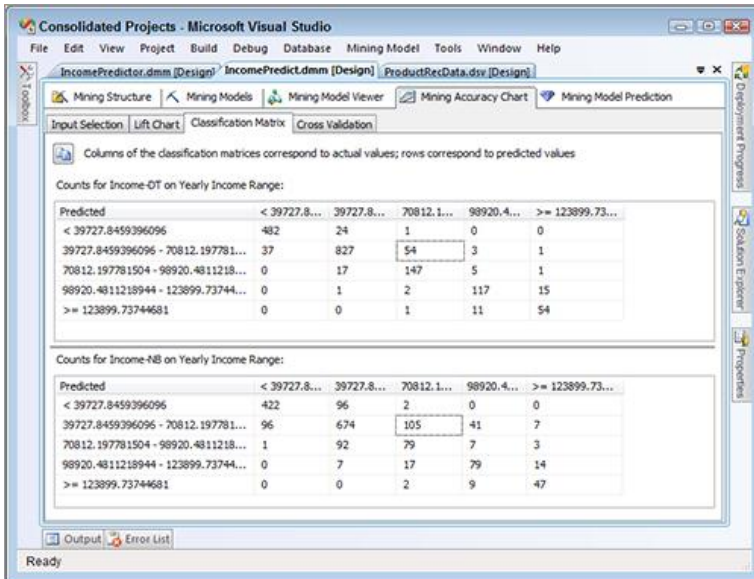 Consolidated Projects - Microsoft Visual Studio
File Edit View Project Build Debug Database Mining Model Tools Window Help
Toolbox
IncomePredictor.dmm [Design] IncomePredict.dmm [Design] ProductRecData.dsv [Design]
Mining Structure Mining Models Mining Model Viewer Mining Accuracy Chart Mining Model Prediction
Input Selection Lift Chart Classification Matrix Cross Validation
Columns of the classification matrices correspond to actual values; rows correspond to predicted values
Counts for Income-DT on Yearly Income Range:
Predicted < 39727.8... 39727.8... 70812.1... 98920.4... >= 123899.73...
< 39727.8459396096 482 24 1 0 0
39727.8459396096 - 70812.197781... 37 827 54 3 1
70812.197781504 - 98920.4811218... 0 17 147 5 1
98920.4811218944 - 123899.73744... 0 1 2 117 15
>= 123899.73744681 0 0 1 11 54
Counts for Income-NB on Yearly Income Range:
Predicted < 39727.8... 39727.8... 70812.1... 98920.4... >= 123899.73...
< 39727.8459396096 422 96 2 0 0
39727.8459396096 - 70812.197781... 96 674 105 41 7
70812.197781504 - 98920.4811218... 1 92 79 7 3
98920.4811218944 - 123899.73744... 0 7 17 79 14
>= 123899.73744681 0 0 2 9 47
Deployment Progress
Solution Explorer
Properties
Output Error List
Ready